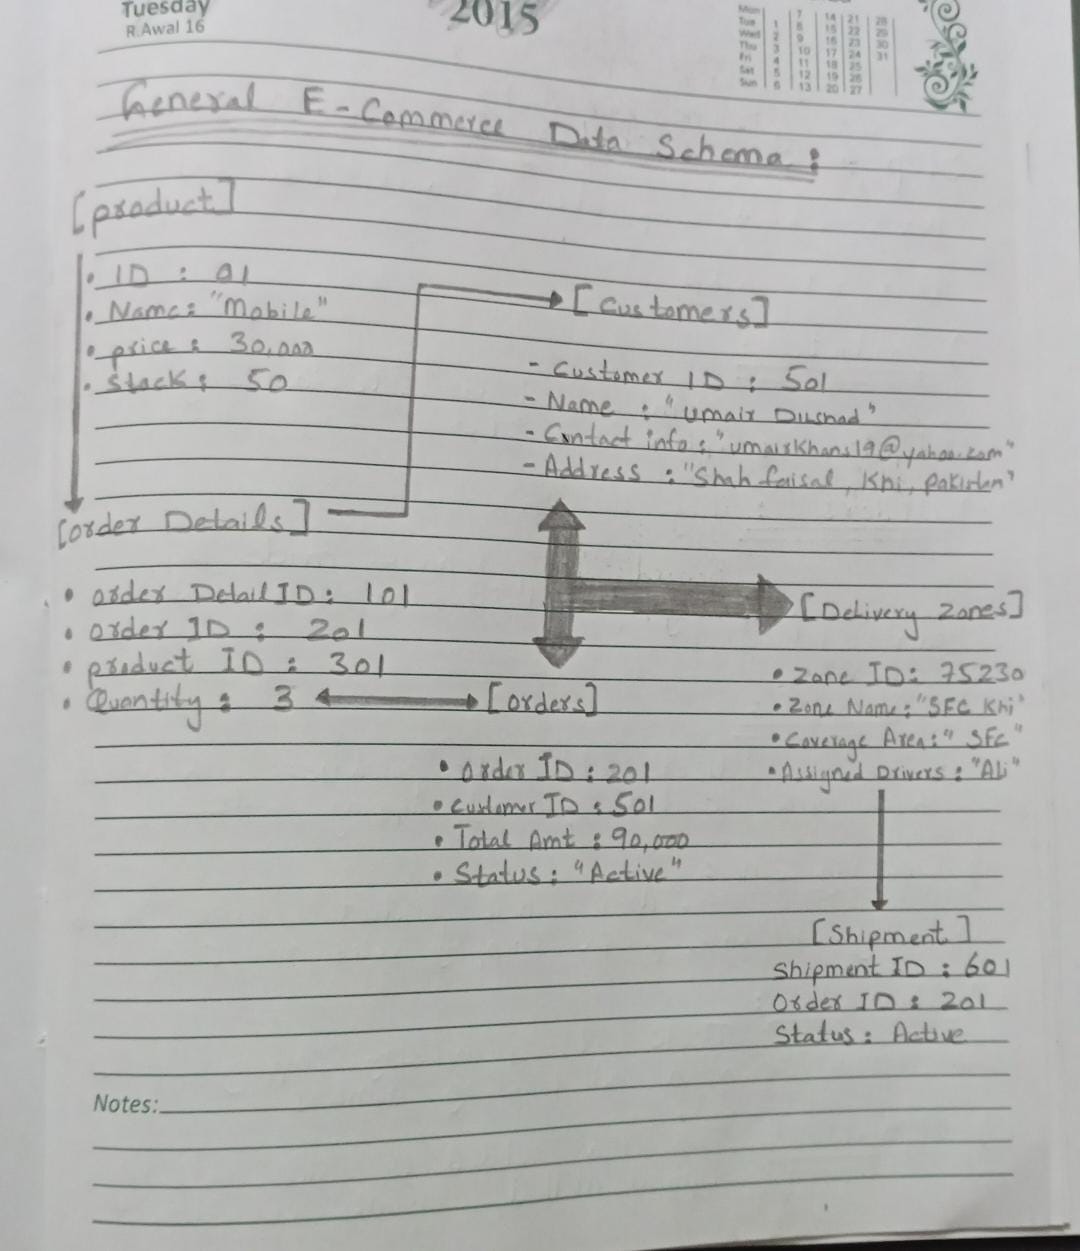 Tuesday
R.Awal 16
2015
Mon 7 14 21 28
Tue 1 8 15 22 29
Wed 2 9 16 23 30
Thu 3 10 17 24 31
Fri 4 11 18 25
Sat 5 12 19 26
Sun 6 13 20 27
General E-Commerce Data Schema :
[product]
• ID : 01
• Name: "Mobile"
• price : 30,000
• Stock : 50
[Customers]
- Customer ID : 501
- Name : "Umair Dilshad"
- Contact info : "umairkhans19@yahoo.com"
- Address : "Shah faisal, Khi, pakistan"
[order Details]
• order Detail ID : 101
• order ID : 201
• product ID : 301
• Quantity : 3
[orders]
• Order ID : 201
• Customer ID : 501
• Total Amt : 90,000
• Status : "Active"
[Delivery Zones]
• Zone ID: 75230
• Zone Name: "SFC Khi"
• Coverage Area: "SFC"
• Assigned Drivers : "Ali"
[Shipment]
Shipment ID : 601
Order ID : 201
Status : Active
Notes: